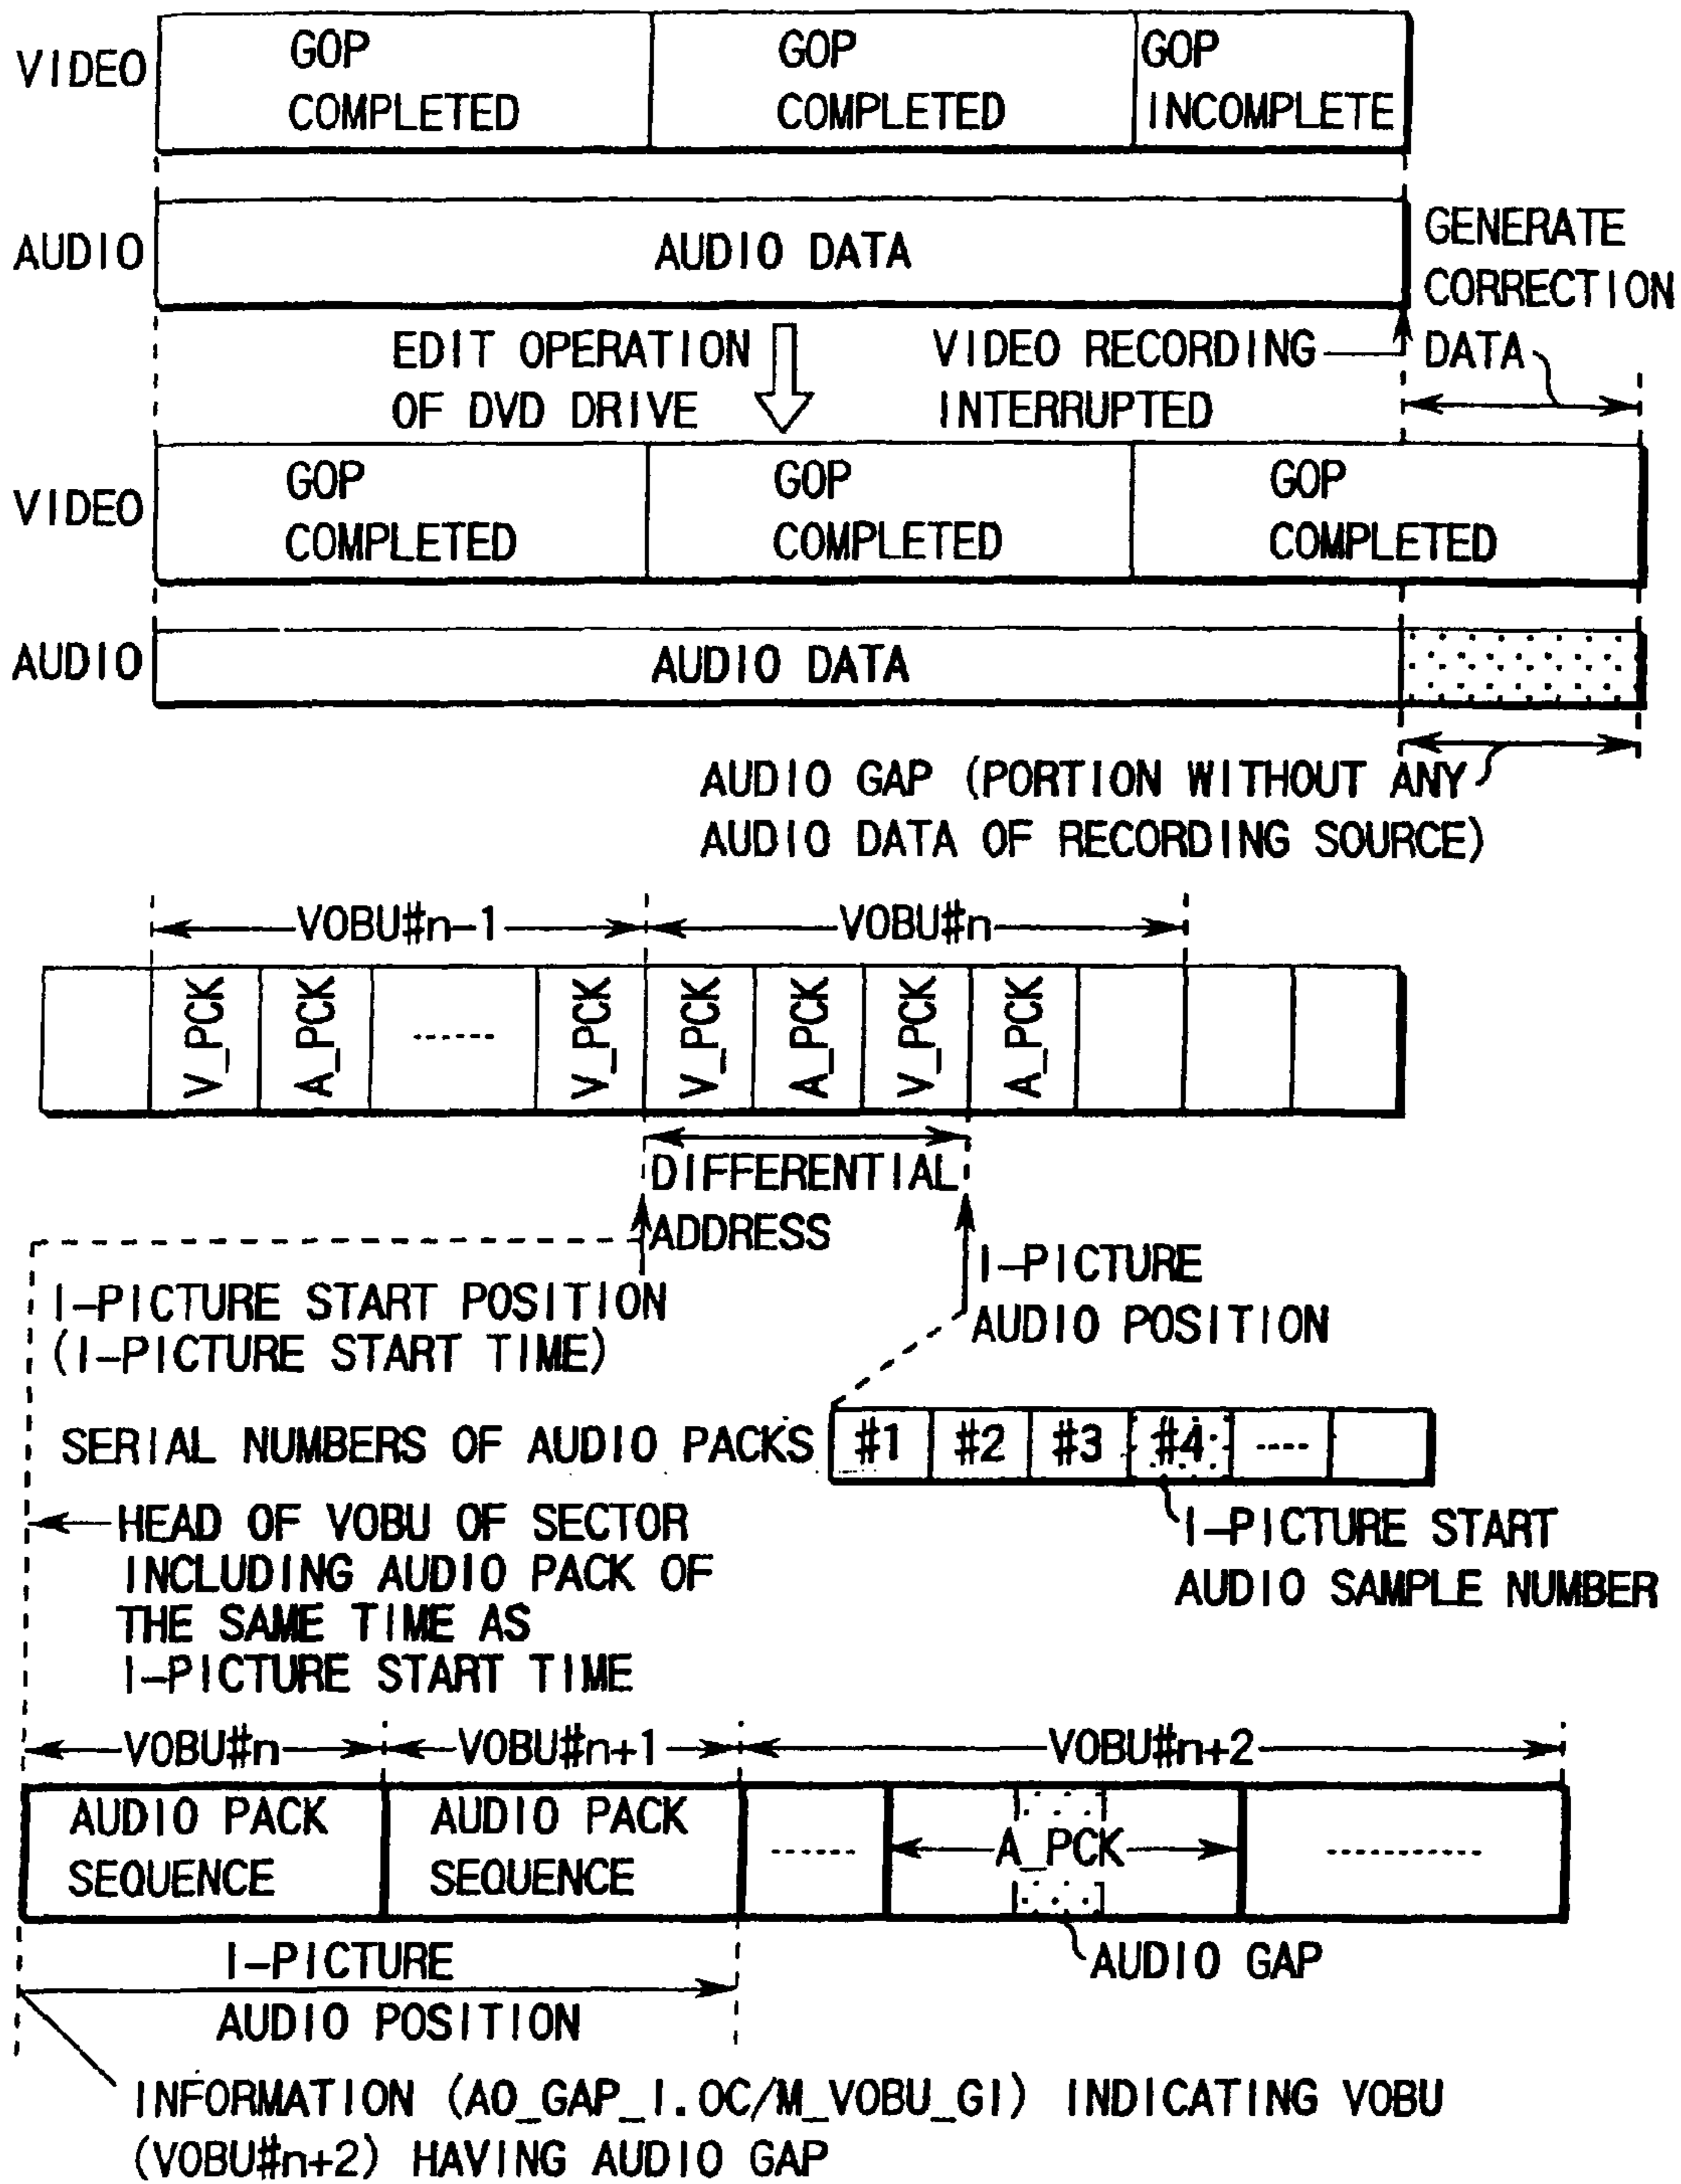 VIDEO
GOP COMPLETED
GOP COMPLETED
GOP INCOMPLETE
AUDIO
AUDIO DATA
GENERATE CORRECTION DATA
EDIT OPERATION OF DVD DRIVE
VIDEO RECORDING INTERRUPTED
VIDEO
GOP COMPLETED
GOP COMPLETED
GOP COMPLETED
AUDIO
AUDIO DATA
AUDIO GAP (PORTION WITHOUT ANY
AUDIO DATA OF RECORDING SOURCE)
VOBU#n-1
VOBU#n
V_PCK
A_PCK
------
V_PCK
V_PCK
A_PCK
V_PCK
A_PCK
DIFFERENTIAL
ADDRESS
I-PICTURE START POSITION
(I-PICTURE START TIME)
I-PICTURE
AUDIO POSITION
SERIAL NUMBERS OF AUDIO PACKS
#1 #2 #3 #4 ----
I-PICTURE START
AUDIO SAMPLE NUMBER
HEAD OF VOBU OF SECTOR
INCLUDING AUDIO PACK OF
THE SAME TIME AS
I-PICTURE START TIME
VOBU#n
VOBU#n+1
VOBU#n+2
AUDIO PACK
SEQUENCE
AUDIO PACK
SEQUENCE
------
A_PCK
----------
AUDIO GAP
I-PICTURE
AUDIO POSITION
INFORMATION (A0_GAP_I.OC/M_VOBU_GI) INDICATING VOBU
(VOBU#n+2) HAVING AUDIO GAP